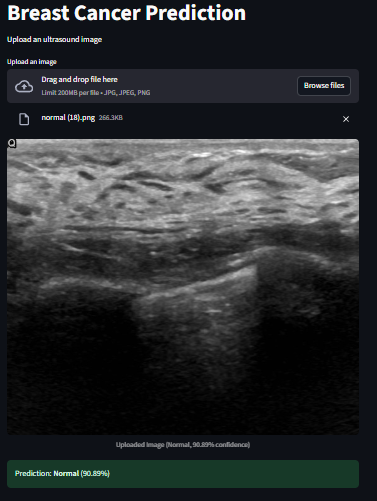 Breast Cancer Prediction
Upload an ultrasound image
Upload an image
Drag and drop file here
Limit 200MB per file • JPG, JPEG, PNG
Browse files
normal (18).png 266.3KB
Uploaded Image (Normal, 90.89% confidence)
Prediction: Normal (90.89%)